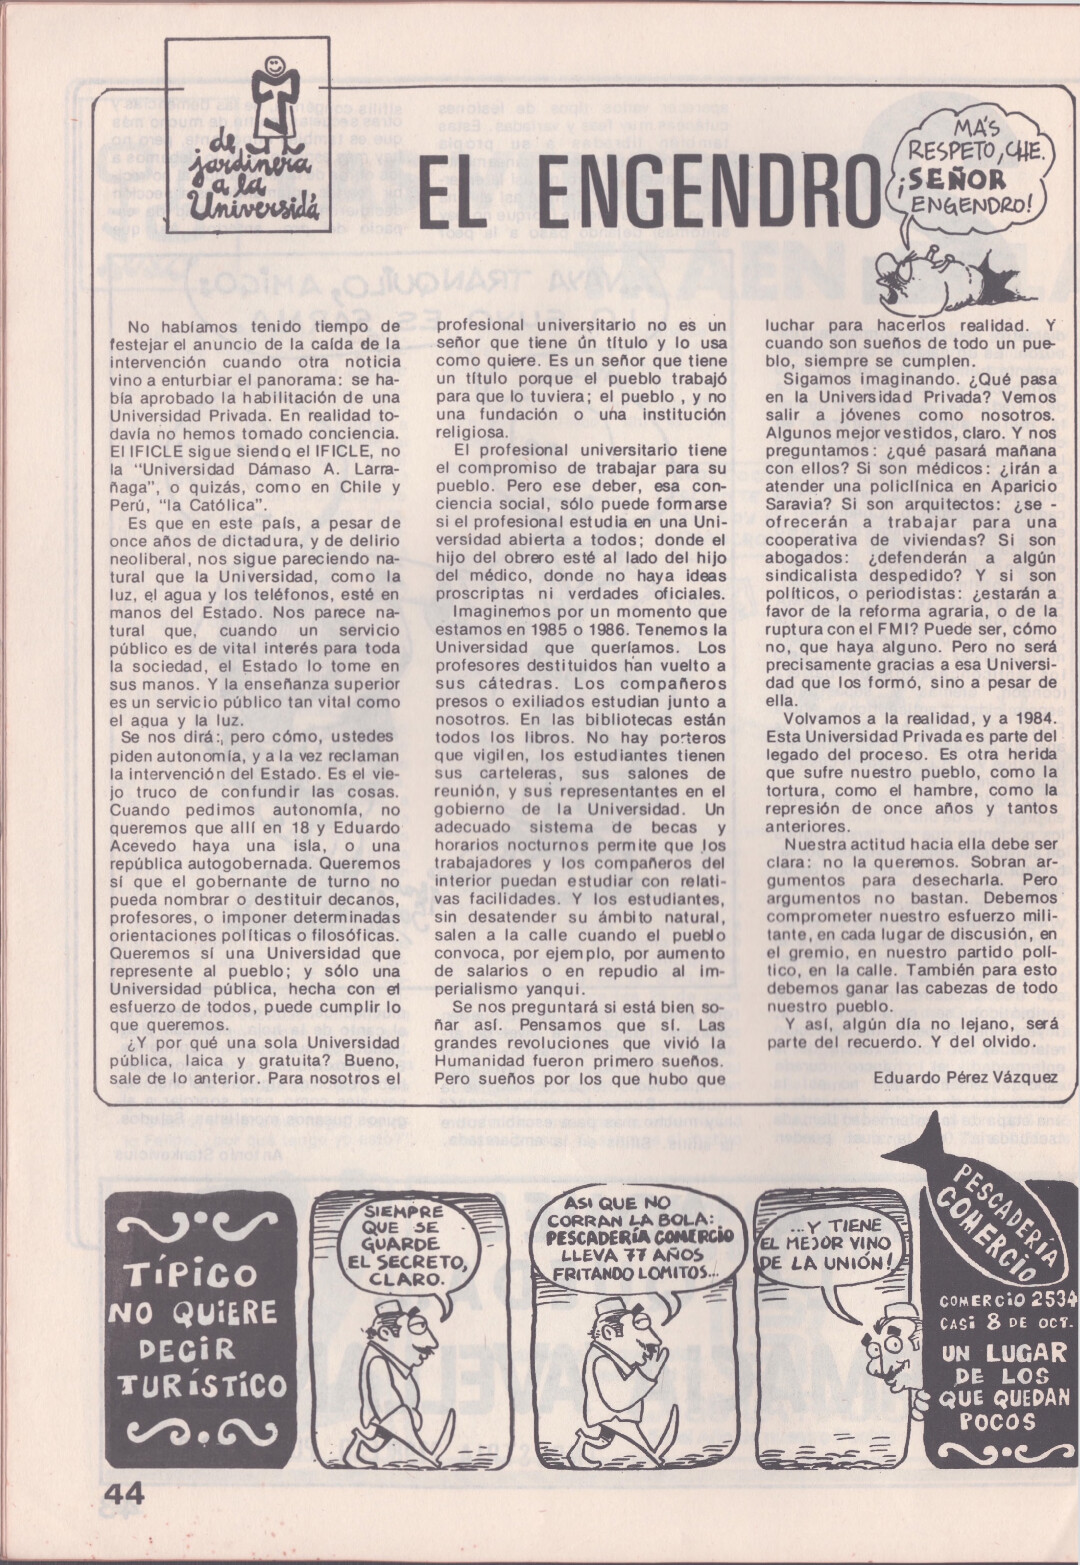 de
jardinera
a la
Universidá
EL ENGENDRO
MÁS
RESPETO, CHE.
¡SEÑOR
ENGENDRO!
No habíamos tenido tiempo de
festejar el anuncio de la caída de la
intervención cuando otra noticia
vino a enturbiar el panorama: se ha-
bía aprobado la habilitación de una
Universidad Privada. En realidad to-
davía no hemos tomado conciencia.
El IFICLE sigue siendo el IFICLE, no
la "Universidad Dámaso A. Larra-
ñaga", o quizás, como en Chile y
Perú, "la Católica".
Es que en este país, a pesar de
once años de dictadura, y de delirio
neoliberal, nos sigue pareciendo na-
tural que la Universidad, como la
luz, el agua y los teléfonos, esté en
manos del Estado. Nos parece na-
tural que, cuando un servicio
público es de vital interés para toda
la sociedad, el Estado lo tome en
sus manos. Y la enseñanza superior
es un servicio público tan vital como
el agua y la luz.
Se nos dirá:, pero cómo, ustedes
piden autonomía, y a la vez reclaman
la intervención del Estado. Es el vie-
jo truco de confundir las cosas.
Cuando pedimos autonomía, no
queremos que allí en 18 y Eduardo
Acevedo haya una isla, o una
república autogobernada. Queremos
sí que el gobernante de turno no
pueda nombrar o destituir decanos,
profesores, o imponer determinadas
orientaciones políticas o filosóficas.
Queremos sí una Universidad que
represente al pueblo; y sólo una
Universidad pública, hecha con el
esfuerzo de todos, puede cumplir lo
que queremos.
¿Y por qué una sola Universidad
pública, laica y gratuita? Bueno,
sale de lo anterior. Para nosotros el
profesional universitario no es un
señor que tiene ún título y lo usa
como quiere. Es un señor que tiene
un título porque el pueblo trabajó
para que lo tuviera; el pueblo , y no
una fundación o una institución
religiosa.
El profesional universitario tiene
el compromiso de trabajar para su
pueblo. Pero ese deber, esa con-
ciencia social, sólo puede formarse
si el profesional estudia en una Uni-
versidad abierta a todos; donde el
hijo del obrero esté al lado del hijo
del médico, donde no haya ideas
proscriptas ni verdades oficiales.
Imaginemos por un momento que
estamos en 1985 o 1986. Tenemos la
Universidad que queríamos. Los
profesores destituidos han vuelto a
sus cátedras. Los compañeros
presos o exiliados estudian junto a
nosotros. En las bibliotecas están
todos los libros. No hay porteros
que vigilen, los estudiantes tienen
sus carteleras, sus salones de
reunión, y sus representantes en el
gobierno de la Universidad. Un
adecuado sistema de becas y
horarios nocturnos permite que los
trabajadores y los compañeros del
interior puedan estudiar con relati-
vas facilidades. Y los estudiantes,
sin desatender su ámbito natural,
salen a la calle cuando el pueblo
convoca, por ejemplo, por aumento
de salarios o en repudio al im-
perialismo yanqui.
Se nos preguntará si está bien so-
ñar así. Pensamos que sí. Las
grandes revoluciones que vivió la
Humanidad fueron primero sueños.
Pero sueños por los que hubo que
luchar para hacerlos realidad. Y
cuando son sueños de todo un pue-
blo, siempre se cumplen.
Sigamos imaginando. ¿Qué pasa
en la Universidad Privada? Vemos
salir a jóvenes como nosotros.
Algunos mejor vestidos, claro. Y nos
preguntamos: ¿qué pasará mañana
con ellos? Si son médicos: ¿irán a
atender una policlínica en Aparicio
Saravia? Si son arquitectos: ¿se -
ofrecerán a trabajar para una
cooperativa de viviendas? Si son
abogados: ¿defenderán a algún
sindicalista despedido? Y si son
políticos, o periodistas: ¿estarán a
favor de la reforma agraria, o de la
ruptura con el FMI? Puede ser, cómo
no, que haya alguno. Pero no será
precisamente gracias a esa Universi-
dad que los formó, sino a pesar de
ella.
Volvamos a la realidad, y a 1984.
Esta Universidad Privada es parte del
legado del proceso. Es otra herida
que sufre nuestro pueblo, como la
tortura, como el hambre, como la
represión de once años y tantos
anteriores.
Nuestra actitud hacia ella debe ser
clara: no la queremos. Sobran ar-
gumentos para desecharla. Pero
argumentos no bastan. Debemos
comprometer nuestro esfuerzo mili-
tante, en cada lugar de discusión, en
el gremio, en nuestro partido polí-
tico, en la calle. También para esto
debemos ganar las cabezas de todo
nuestro pueblo.
Y así, algún día no lejano, será
parte del recuerdo. Y del olvido.
Eduardo Pérez Vázquez
TÍPICO
NO QUIERE
DECIR
TURÍSTICO
SIEMPRE
QUE SE
GUARDE
EL SECRETO,
CLARO.
ASI QUE NO
CORRAN LA BOLA:
PESCADERÍA COMERCIO
LLEVA 77 AÑOS
FRITANDO LOMITOS...
...Y TIENE
EL MEJOR VINO
DE LA UNIÓN!
PESCADERÍA
COMERCIO
COMERCIO 2534
CASI 8 DE OCT.
UN LUGAR
DE LOS
QUE QUEDAN
POCOS
44